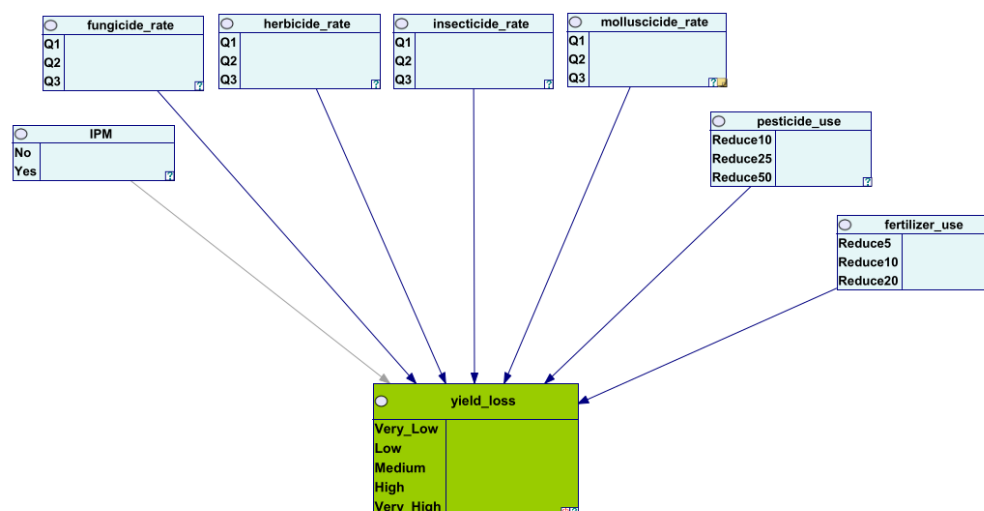 fungicide_rate
Q1
Q2
Q3
?
herbicide_rate
Q1
Q2
Q3
?
insecticide_rate
Q1
Q2
Q3
?
molluscicide_rate
Q1
Q2
Q3
?
IPM
No
Yes
?
pesticide_use
Reduce10
Reduce25
Reduce50
?
fertilizer_use
Reduce5
Reduce10
Reduce20
yield_loss
Very_Low
Low
Medium
High
Very_High
?